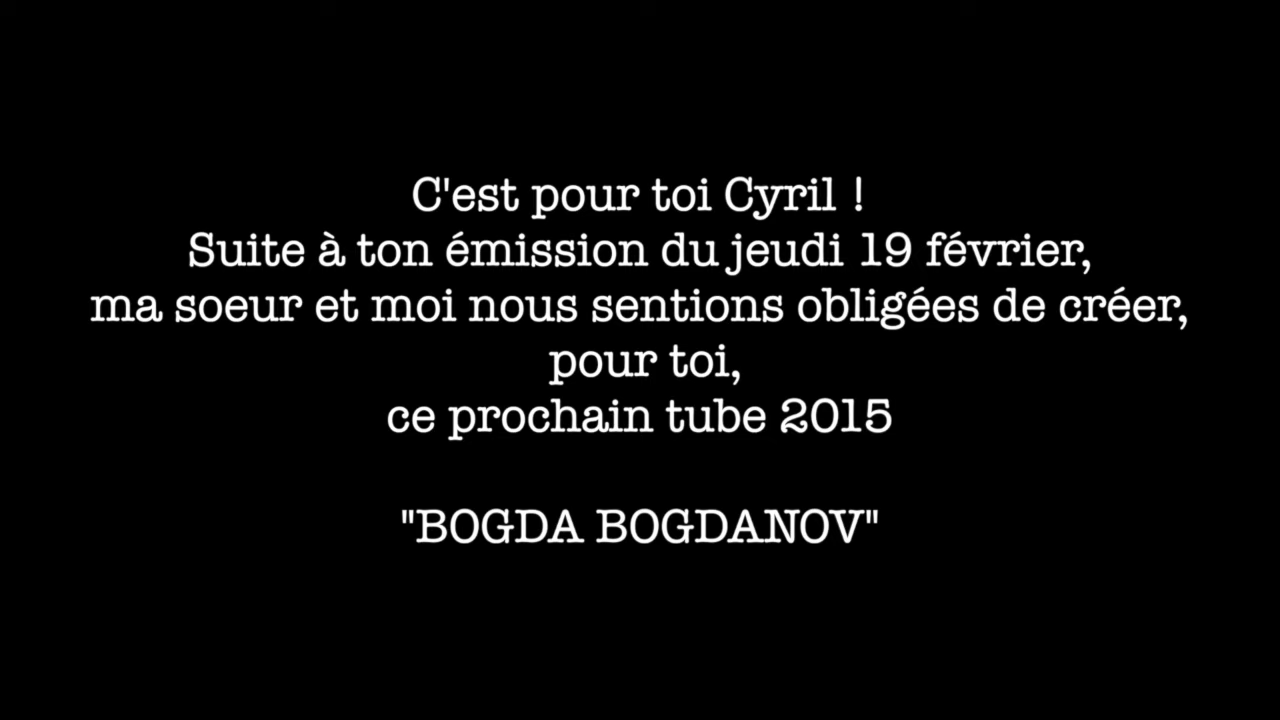 C'est pour toi Cyril !
Suite à ton émission du jeudi 19 février,
ma soeur et moi nous sentions obligées de créer,
pour toi,
ce prochain tube 2015
"BOGDA BOGDANOV"